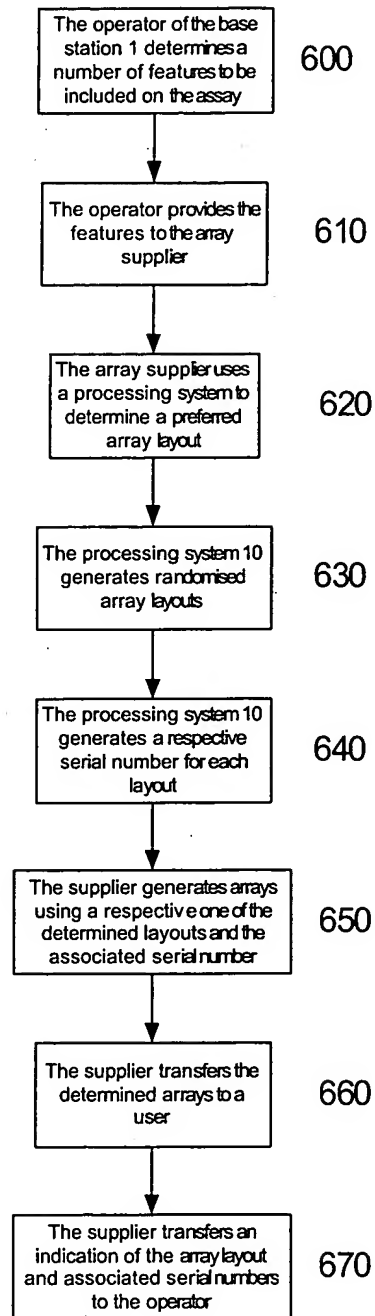 The operator of the base
station 1 determines a
number of features to be
included on the assay
600
The operator provides the
features to the array
supplier
610
The array supplier uses
a processing system to
determine a preferred
array layout
620
The processing system 10
generates randomised
array layouts
630
The processing system 10
generates a respective
serial number for each
layout
640
The supplier generates arrays
using a respective one of the
determined layouts and the
associated serial number
650
The supplier transfers the
determined arrays to a
user
660
The supplier transfers an
indication of the array layout
and associated serial numbers
to the operator
670